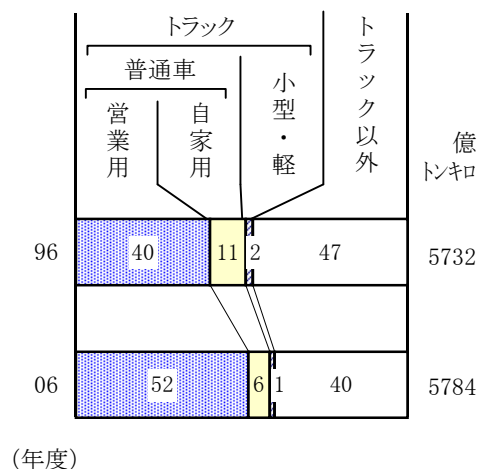 トラック
普通車
営業用
自家用
小型・軽
トラック以外
億
トンキロ
96 40 11 2 47 5732
06 52 6 1 40 5784
(年度)